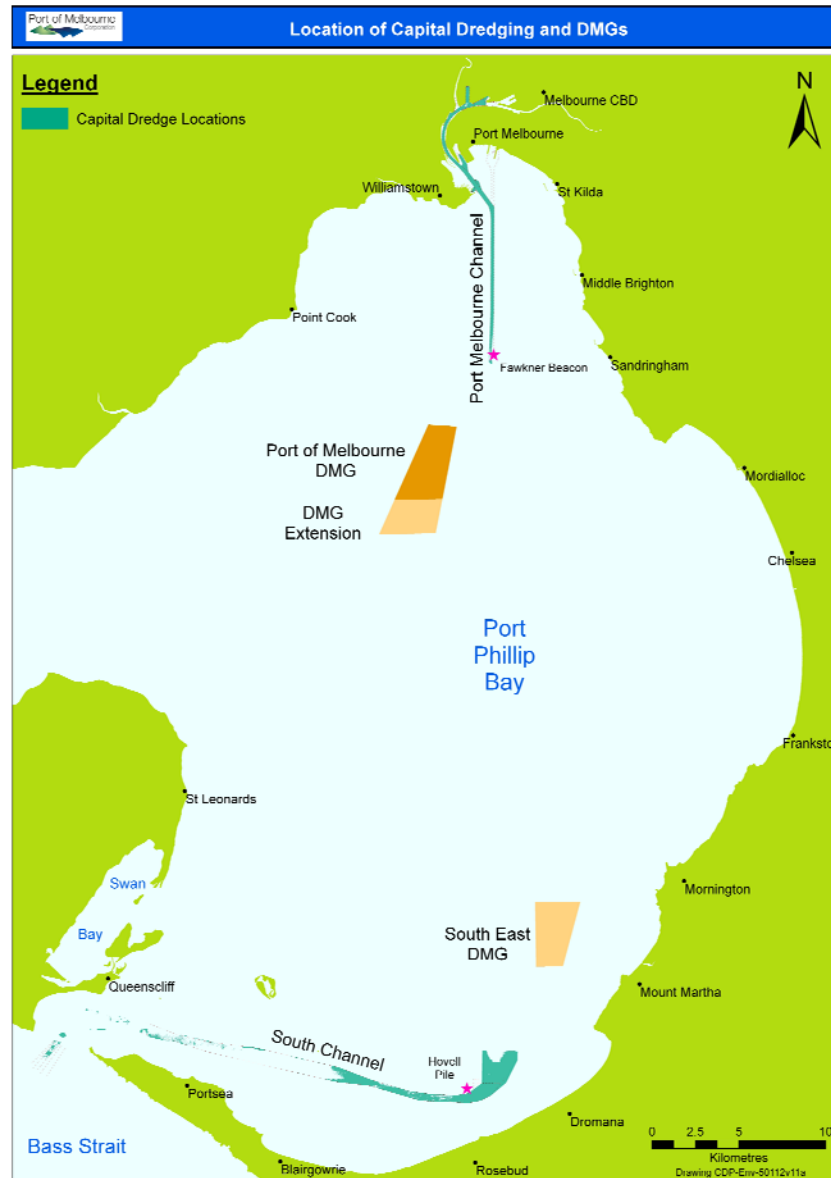 Port of Melbourne
Corporation
Location of Capital Dredging and DMGs
Legend
Capital Dredge Locations
N
Melbourne CBD
Port Melbourne
Williamstown
St Kilda
Port Melbourne Channel
Middle Brighton
Point Cook
Fawkner Beacon
Sandringham
Port of Melbourne
DMG
Mordialloc
DMG
Extension
Chelsea
Port
Phillip
Bay
Franksto
St Leonards
Swan
Bay
Mornington
South East
DMG
Queenscliff
Mount Martha
South Channel
Hovell
Pile
Portsea
Dromana
0 2.5 5 10
Kilometres
Drawing CDP-Env-50112v11a
Bass Strait
Blairgowrie
Rosebud